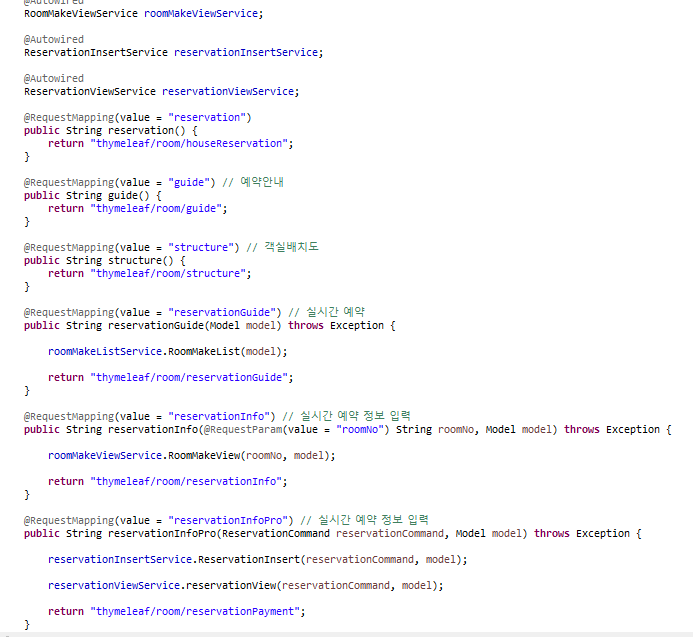 @Autowired
RoomMakeViewService roomMakeViewService;
@Autowired
ReservationInsertService reservationInsertService;
@Autowired
ReservationViewService reservationViewService;
@RequestMapping(value = "reservation")
public String reservation() {
return "thymeleaf/room/houseReservation";
}
@RequestMapping(value = "guide") // 예약안내
public String guide() {
return "thymeleaf/room/guide";
}
@RequestMapping(value = "structure") // 객실배치도
public String structure() {
return "thymeleaf/room/structure";
}
@RequestMapping(value = "reservationGuide") // 실시간 예약
public String reservationGuide(Model model) throws Exception {
roomMakeListService.RoomMakeList(model);
return "thymeleaf/room/reservationGuide";
}
@RequestMapping(value = "reservationInfo") // 실시간 예약 정보 입력
public String reservationInfo(@RequestParam(value = "roomNo") String roomNo, Model model) throws Exception {
roomMakeViewService.RoomMakeView(roomNo, model);
return "thymeleaf/room/reservationInfo";
}
@RequestMapping(value = "reservationInfoPro") // 실시간 예약 정보 입력
public String reservationInfoPro(ReservationCommand reservationCommand, Model model) throws Exception {
reservationInsertService.ReservationInsert(reservationCommand, model);
reservationViewService.reservationView(reservationCommand, model);
return "thymeleaf/room/reservationPayment";
}